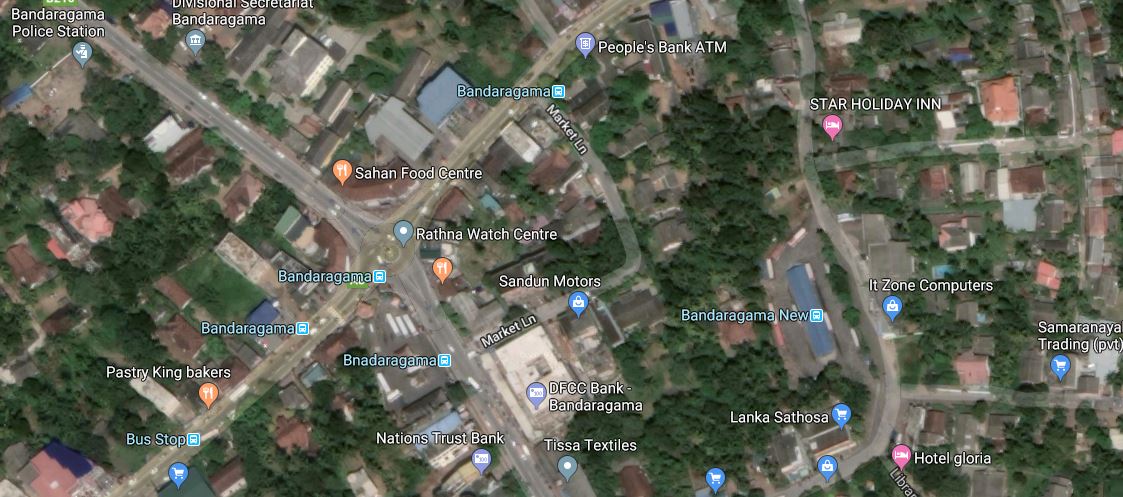 Bandaragama
Police Station
Divisional Secretariat
Bandaragama
People's Bank ATM
Bandaragama
Market Ln
STAR HOLIDAY INN
Sahan Food Centre
Rathna Watch Centre
Bandaragama
Sandun Motors
It Zone Computers
Bandaragama
Bandaragama New
Market Ln
Samaranayal
Trading (pvt)
Bnadaragama
Pastry King bakers
DFCC Bank -
Bandaragama
Lanka Sathosa
Bus Stop
Nations Trust Bank
Tissa Textiles
Hotel gloria
Librar